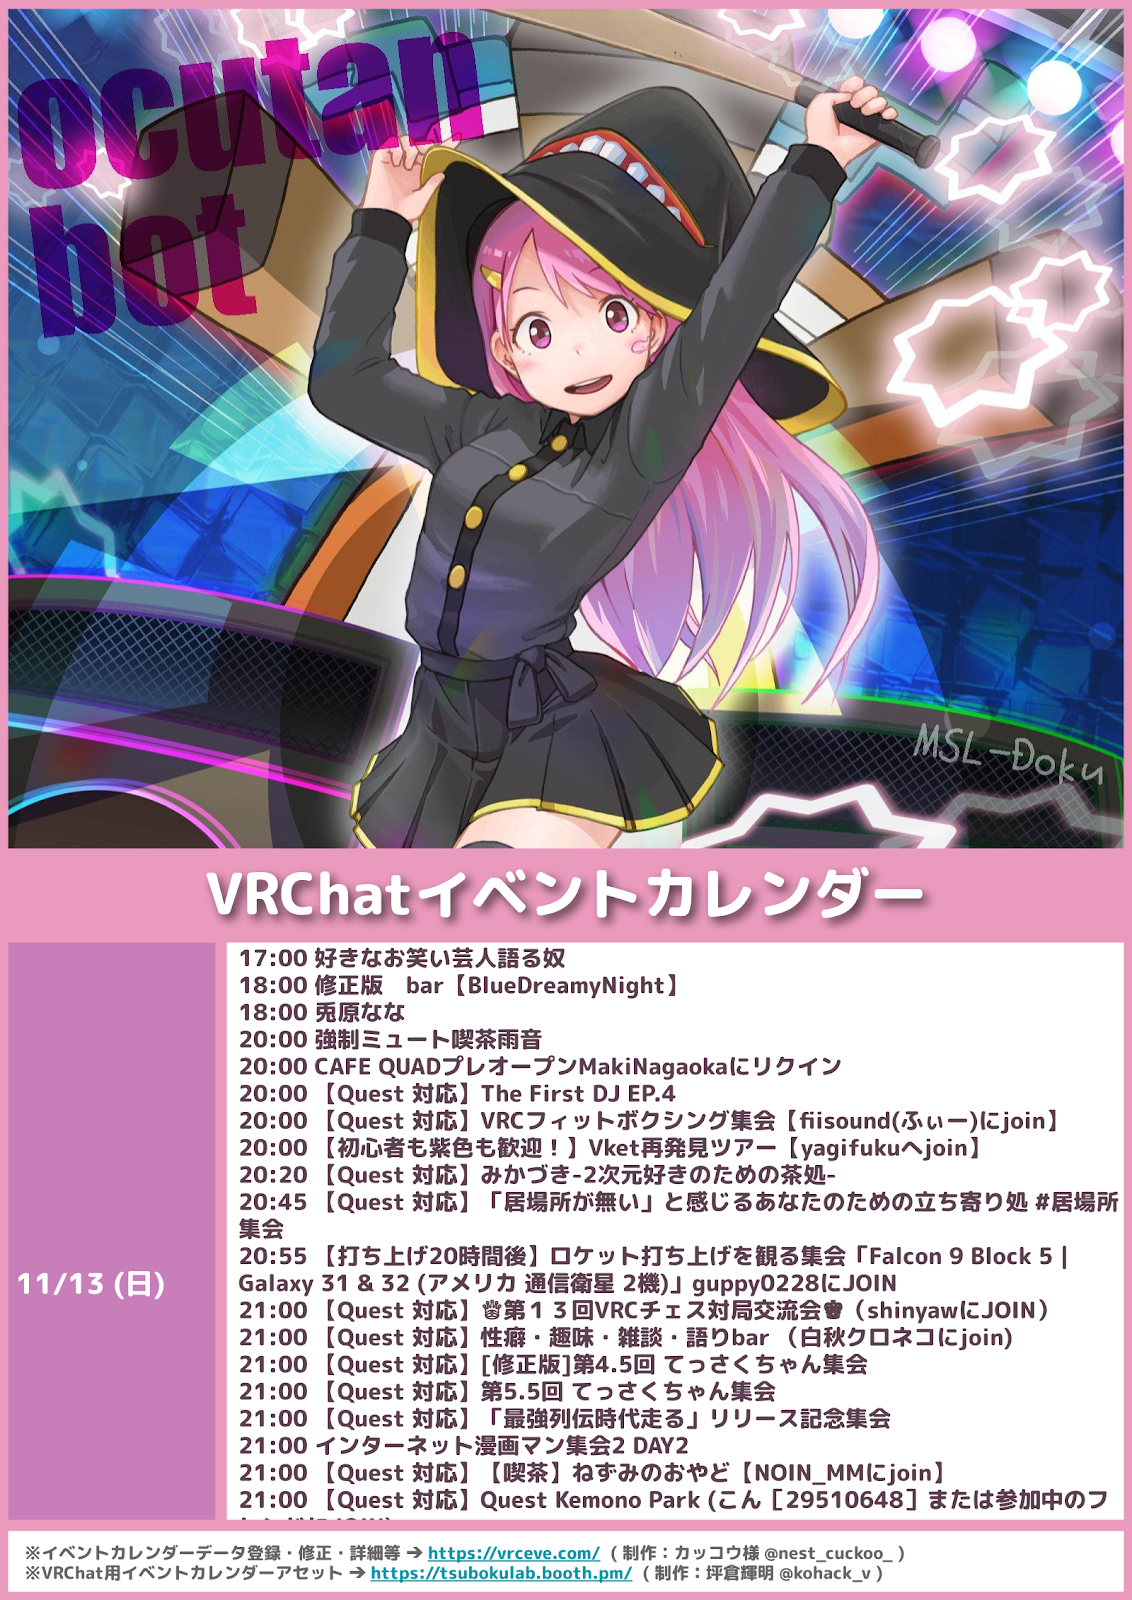 ocutan
bot
MSL-Doku
VRChatイベントカレンダー
11/13 (日)
17:00 好きなお笑い芸人語る奴
18:00 修正版　bar【BlueDreamyNight】
18:00 兎原なな
20:00 強制ミュート喫茶雨音
20:00 CAFE QUADプレオープンMakiNagaokaにリクイン
20:00 【Quest 対応】The First DJ EP.4
20:00 【Quest 対応】VRCフィットボクシング集会【fiisound(ふぃー)にjoin】
20:00 【初心者も紫色も歓迎！】Vket再発見ツアー【yagifukuへjoin】
20:20 【Quest 対応】みかづき-2次元好きのための茶処-
20:45 【Quest 対応】「居場所が無い」と感じるあなたのための立ち寄り処 #居場所
集会
20:55 【打ち上げ20時間後】ロケット打ち上げを観る集会「Falcon 9 Block 5 |
Galaxy 31 & 32 (アメリカ 通信衛星 2機)」guppy0228にJOIN
21:00 【Quest 対応】♕第１３回VRCチェス対局交流会♛（shinyawにJOIN）
21:00 【Quest 対応】性癖・趣味・雑談・語りbar （白秋クロネコにjoin)
21:00 【Quest 対応】[修正版]第4.5回 てっさくちゃん集会
21:00 【Quest 対応】第5.5回 てっさくちゃん集会
21:00 【Quest 対応】「最強列伝時代走る」リリース記念集会
21:00 インターネット漫画マン集会2 DAY2
21:00 【Quest 対応】【喫茶】ねずみのおやど【NOIN_MMにjoin】
21:00 【Quest 対応】Quest Kemono Park (こん［29510648］または参加中のフ
※イベントカレンダーデータ登録・修正・詳細等 ➔ https://vrceve.com/ （ 制作：カッコウ様 @nest_cuckoo_ ）
※VRChat用イベントカレンダーアセット ➔ https://tsubokulab.booth.pm/ （ 制作：坪倉輝明 @kohack_v ）